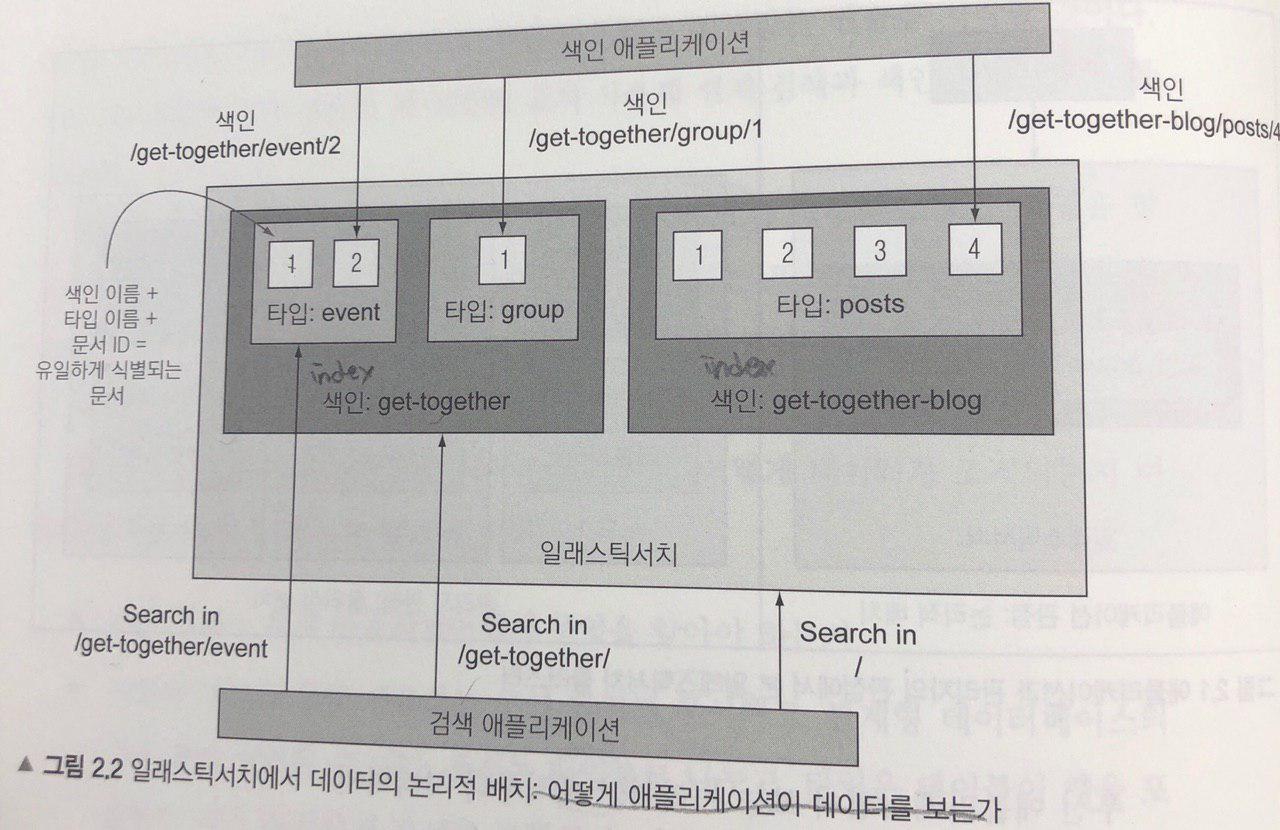 색인 애플리케이션
색인
/get-together/event/2
색인
/get-together/group/1
색인
/get-together-blog/posts/4
1
2
타입: event
1
타입: group
1
2
3
4
타입: posts
색인 이름 +
타입 이름 +
문서 ID =
유일하게 식별되는
문서
index
색인: get-together
index
색인: get-together-blog
일래스틱서치
Search in
/get-together/event
Search in
/get-together/
Search in
/
검색 애플리케이션
▲ 그림 2.2 일래스틱서치에서 데이터의 논리적 배치: 어떻게 애플리케이션이 데이터를 보는가